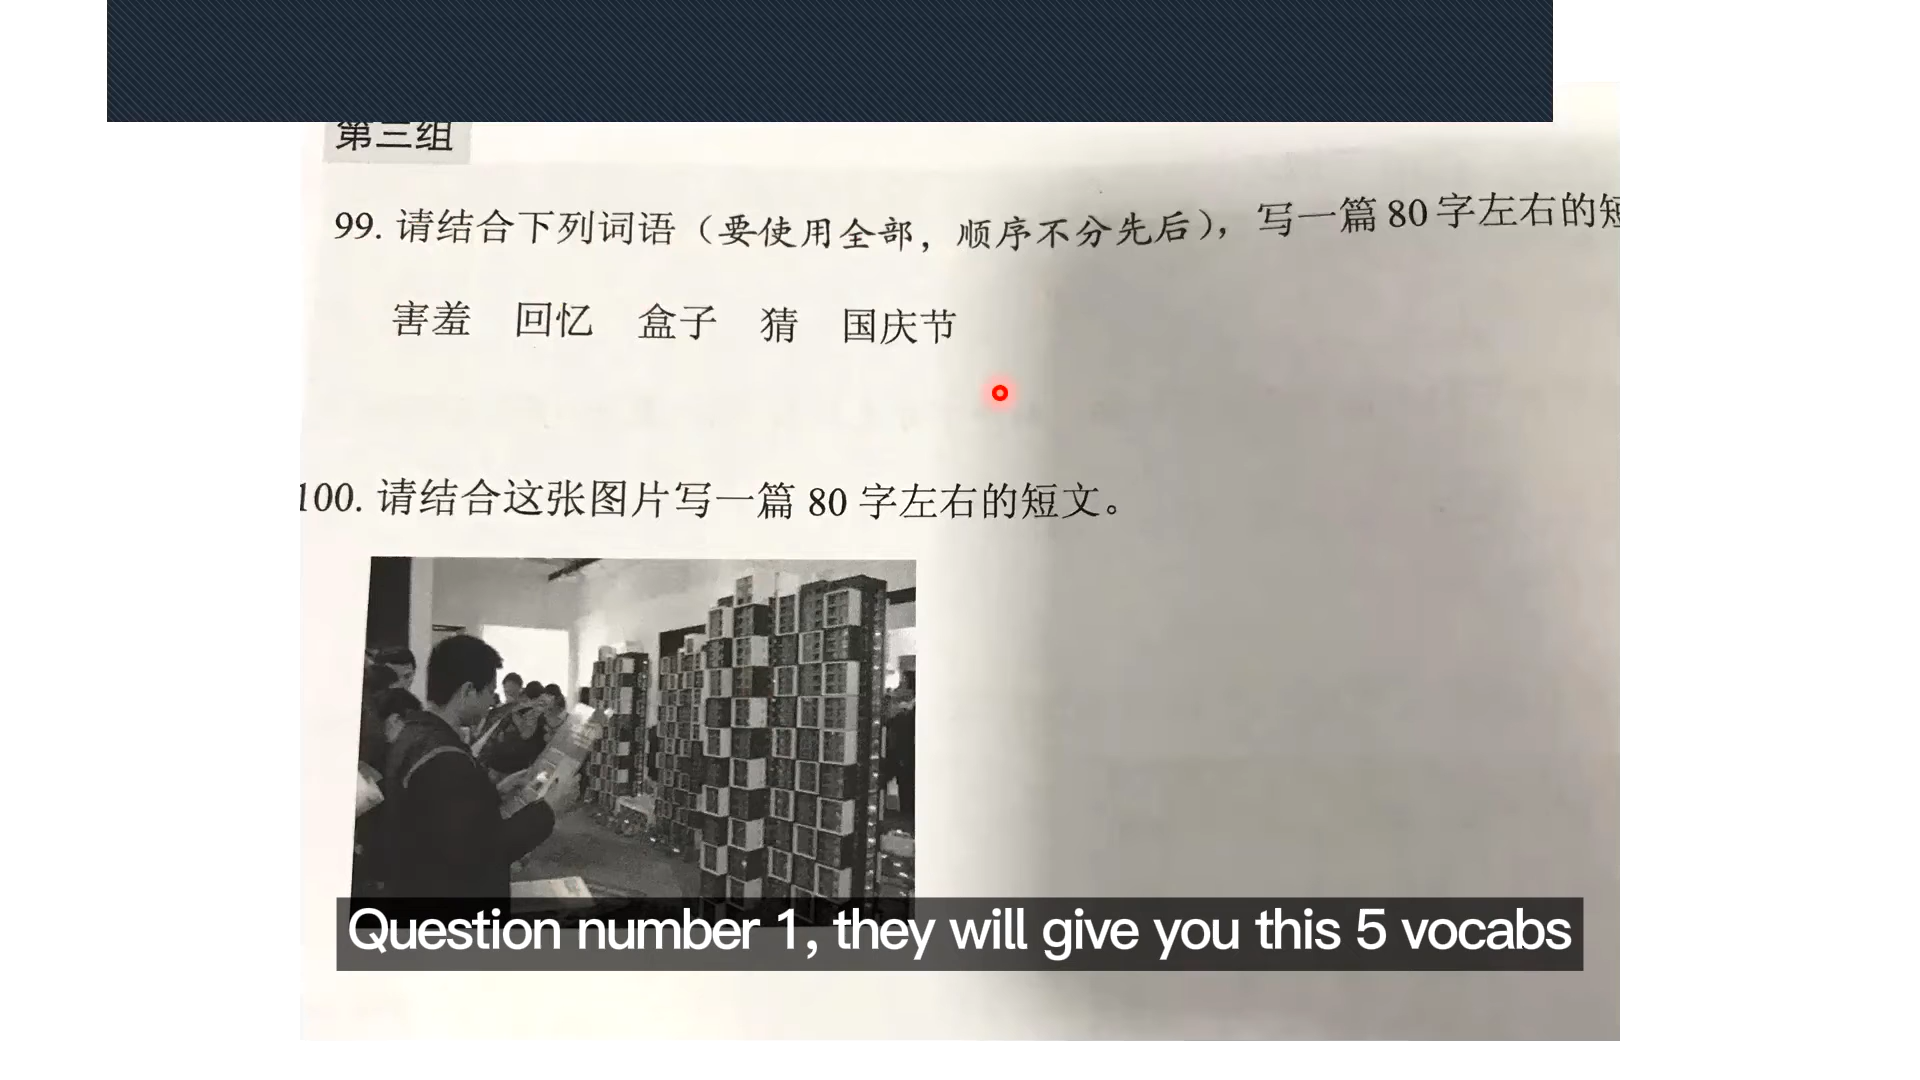 第三组
99. 请结合下列词语（要使用全部，顺序不分先后），写一篇 80 字左右的短
害羞 回忆 盒子 猜 国庆节
100. 请结合这张图片写一篇 80 字左右的短文。
Question number 1, they will give you this 5 vocabs